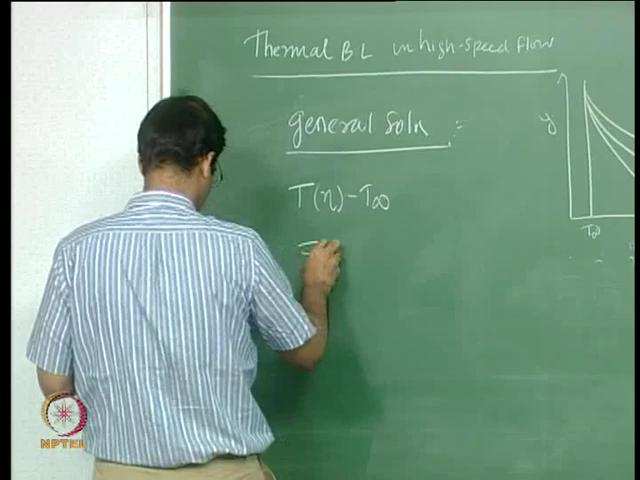 Thermal BL in high-speed flow
general Soln :
y
T(η) - T∞
T∞
=
NPTEL